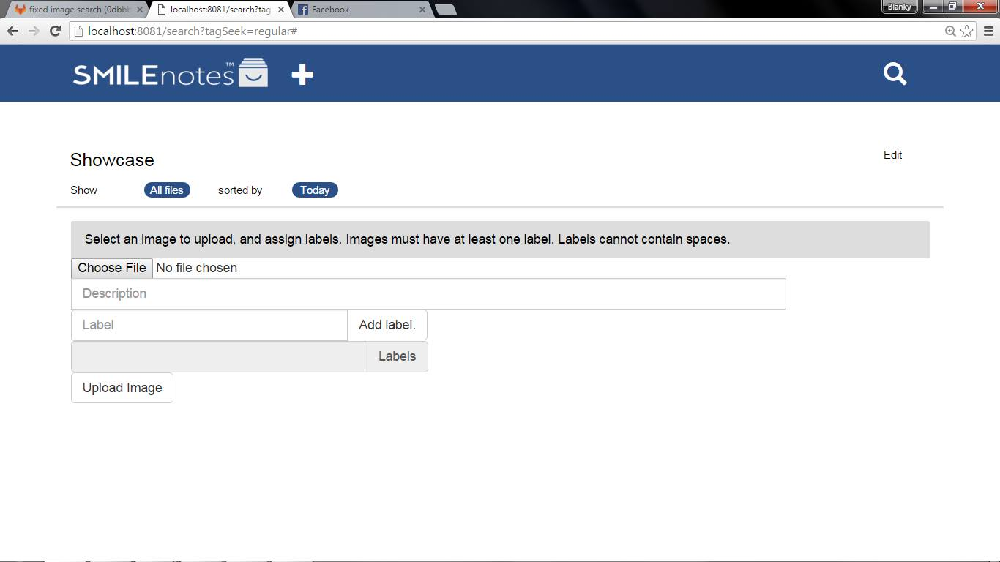 fixed image search (0dbbb
localhost:8081/search?tag
Facebook
Blanky
localhost:8081/search?tagSeek=regular#
SMILEnotes™
Showcase
Edit
Show All files sorted by Today
Select an image to upload, and assign labels. Images must have at least one label. Labels cannot contain spaces.
Choose File No file chosen
Description
Label Add label.
Labels
Upload Image